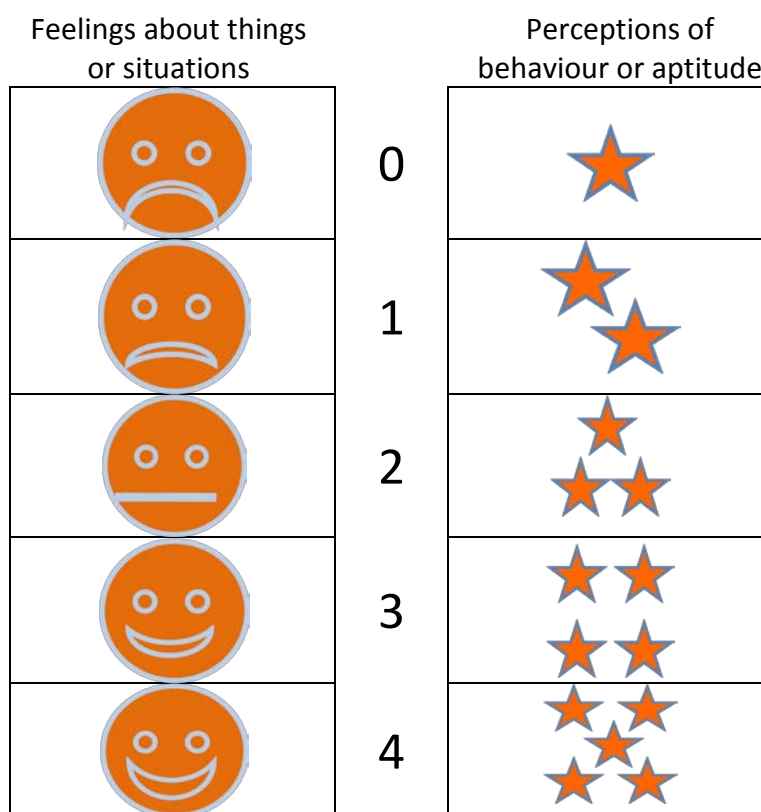 Feelings about things
or situations
Perceptions of
behaviour or aptitude
0
1
2
3
4